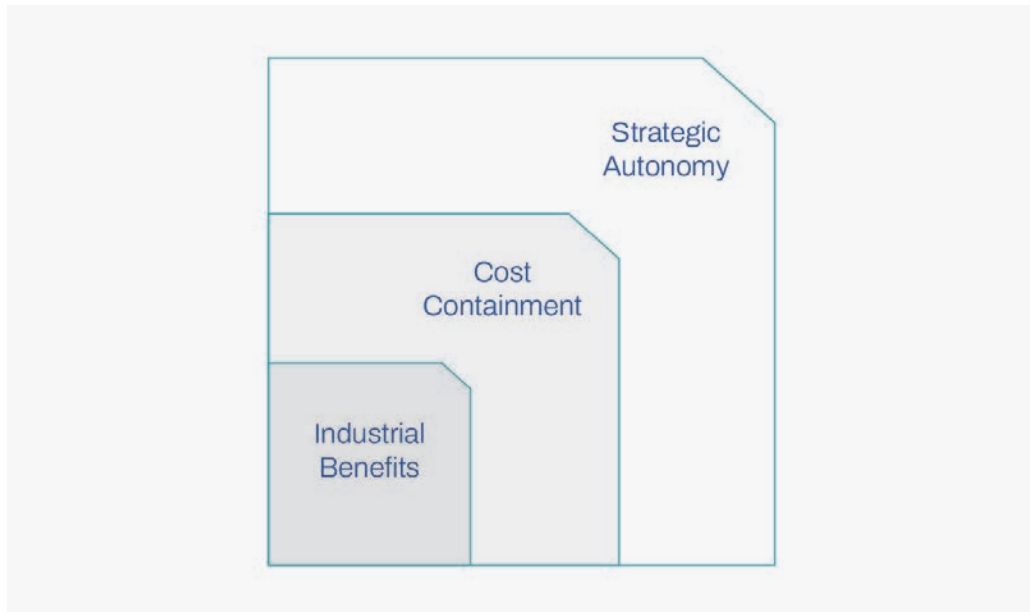 Strategic
Autonomy
Cost
Containment
Industrial
Benefits